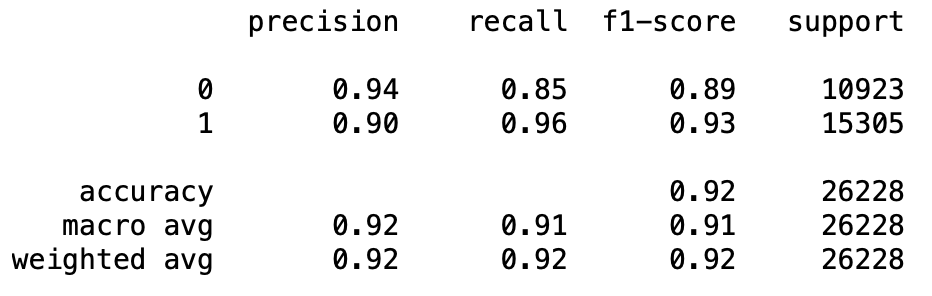 precision recall f1-score support
0 0.94 0.85 0.89 10923
1 0.90 0.96 0.93 15305
accuracy 0.92 26228
macro avg 0.92 0.91 0.91 26228
weighted avg 0.92 0.92 0.92 26228